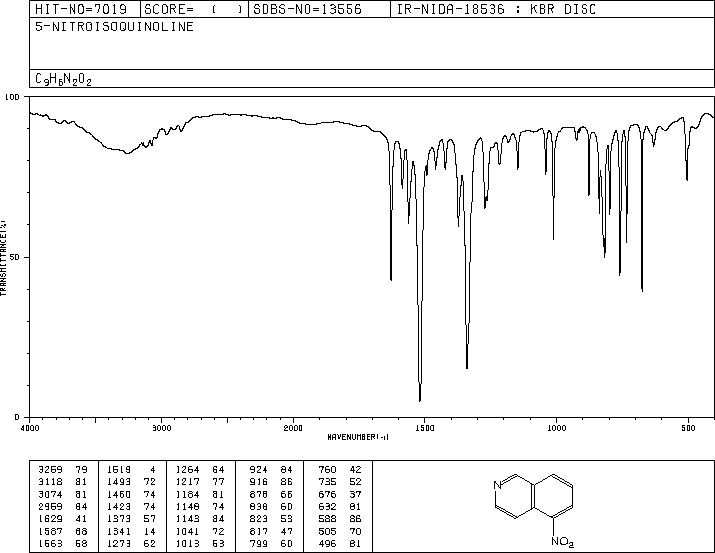 HIT-NO=7019 SCORE= ( ) SDBS-NO=13556 IR-NIDA-18536 : KBR DISC
5-NITROISOQUINOLINE
C9H6N2O2
100
TRANSMITTANCE(%)
50
0
4000 3000 2000 1500 1000 500
WAVENUMBER(-1)
3269 79 1519 4 1264 64 924 84 760 42
3118 81 1493 72 1217 77 916 86 735 52
3074 81 1460 74 1184 81 878 66 676 37
2969 84 1423 74 1148 74 838 60 632 81
1629 41 1373 57 1143 84 823 53 588 86
1587 68 1341 14 1041 72 817 47 505 70
1563 58 1273 62 1013 53 799 60 496 81
N
NO2